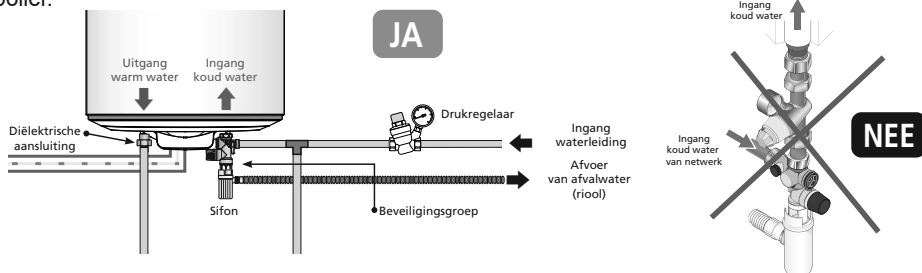 boiler.
JA
Uitgang
warm water
Ingang
koud water
Diëlektrische
aansluiting
Drukregelaar
Ingang
waterleiding
Afvoer
van afvalwater
(riool)
Sifon
Beveiligingsgroep
Ingang
koud water
Ingang
koud water
van netwerk
NEE